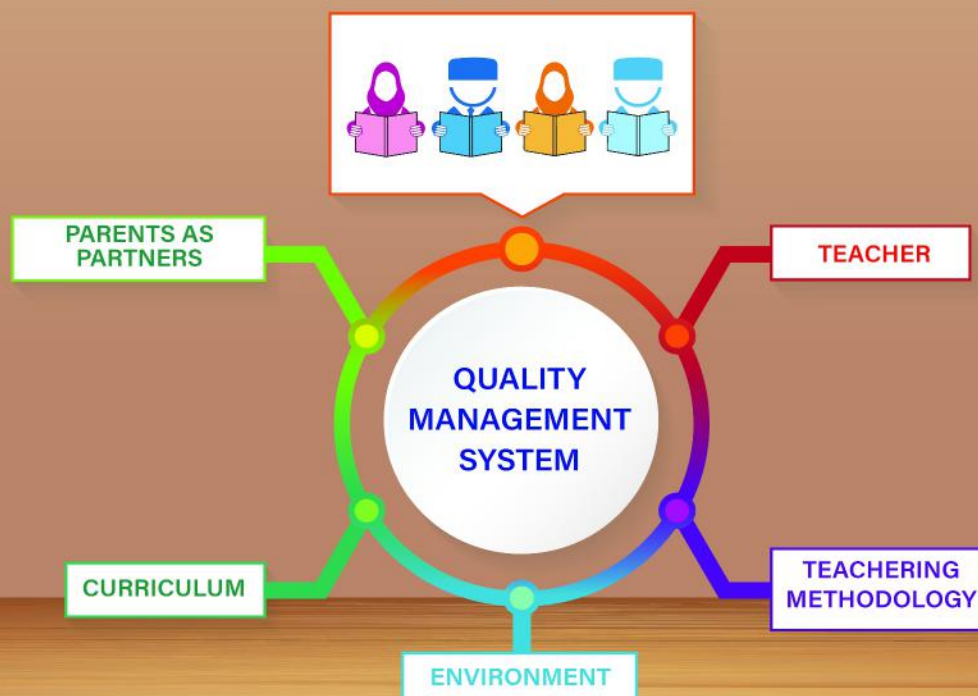 PARENTS AS
PARTNERS
TEACHER
QUALITY
MANAGEMENT
SYSTEM
CURRICULUM
TEACHERING
METHODOLOGY
ENVIRONMENT